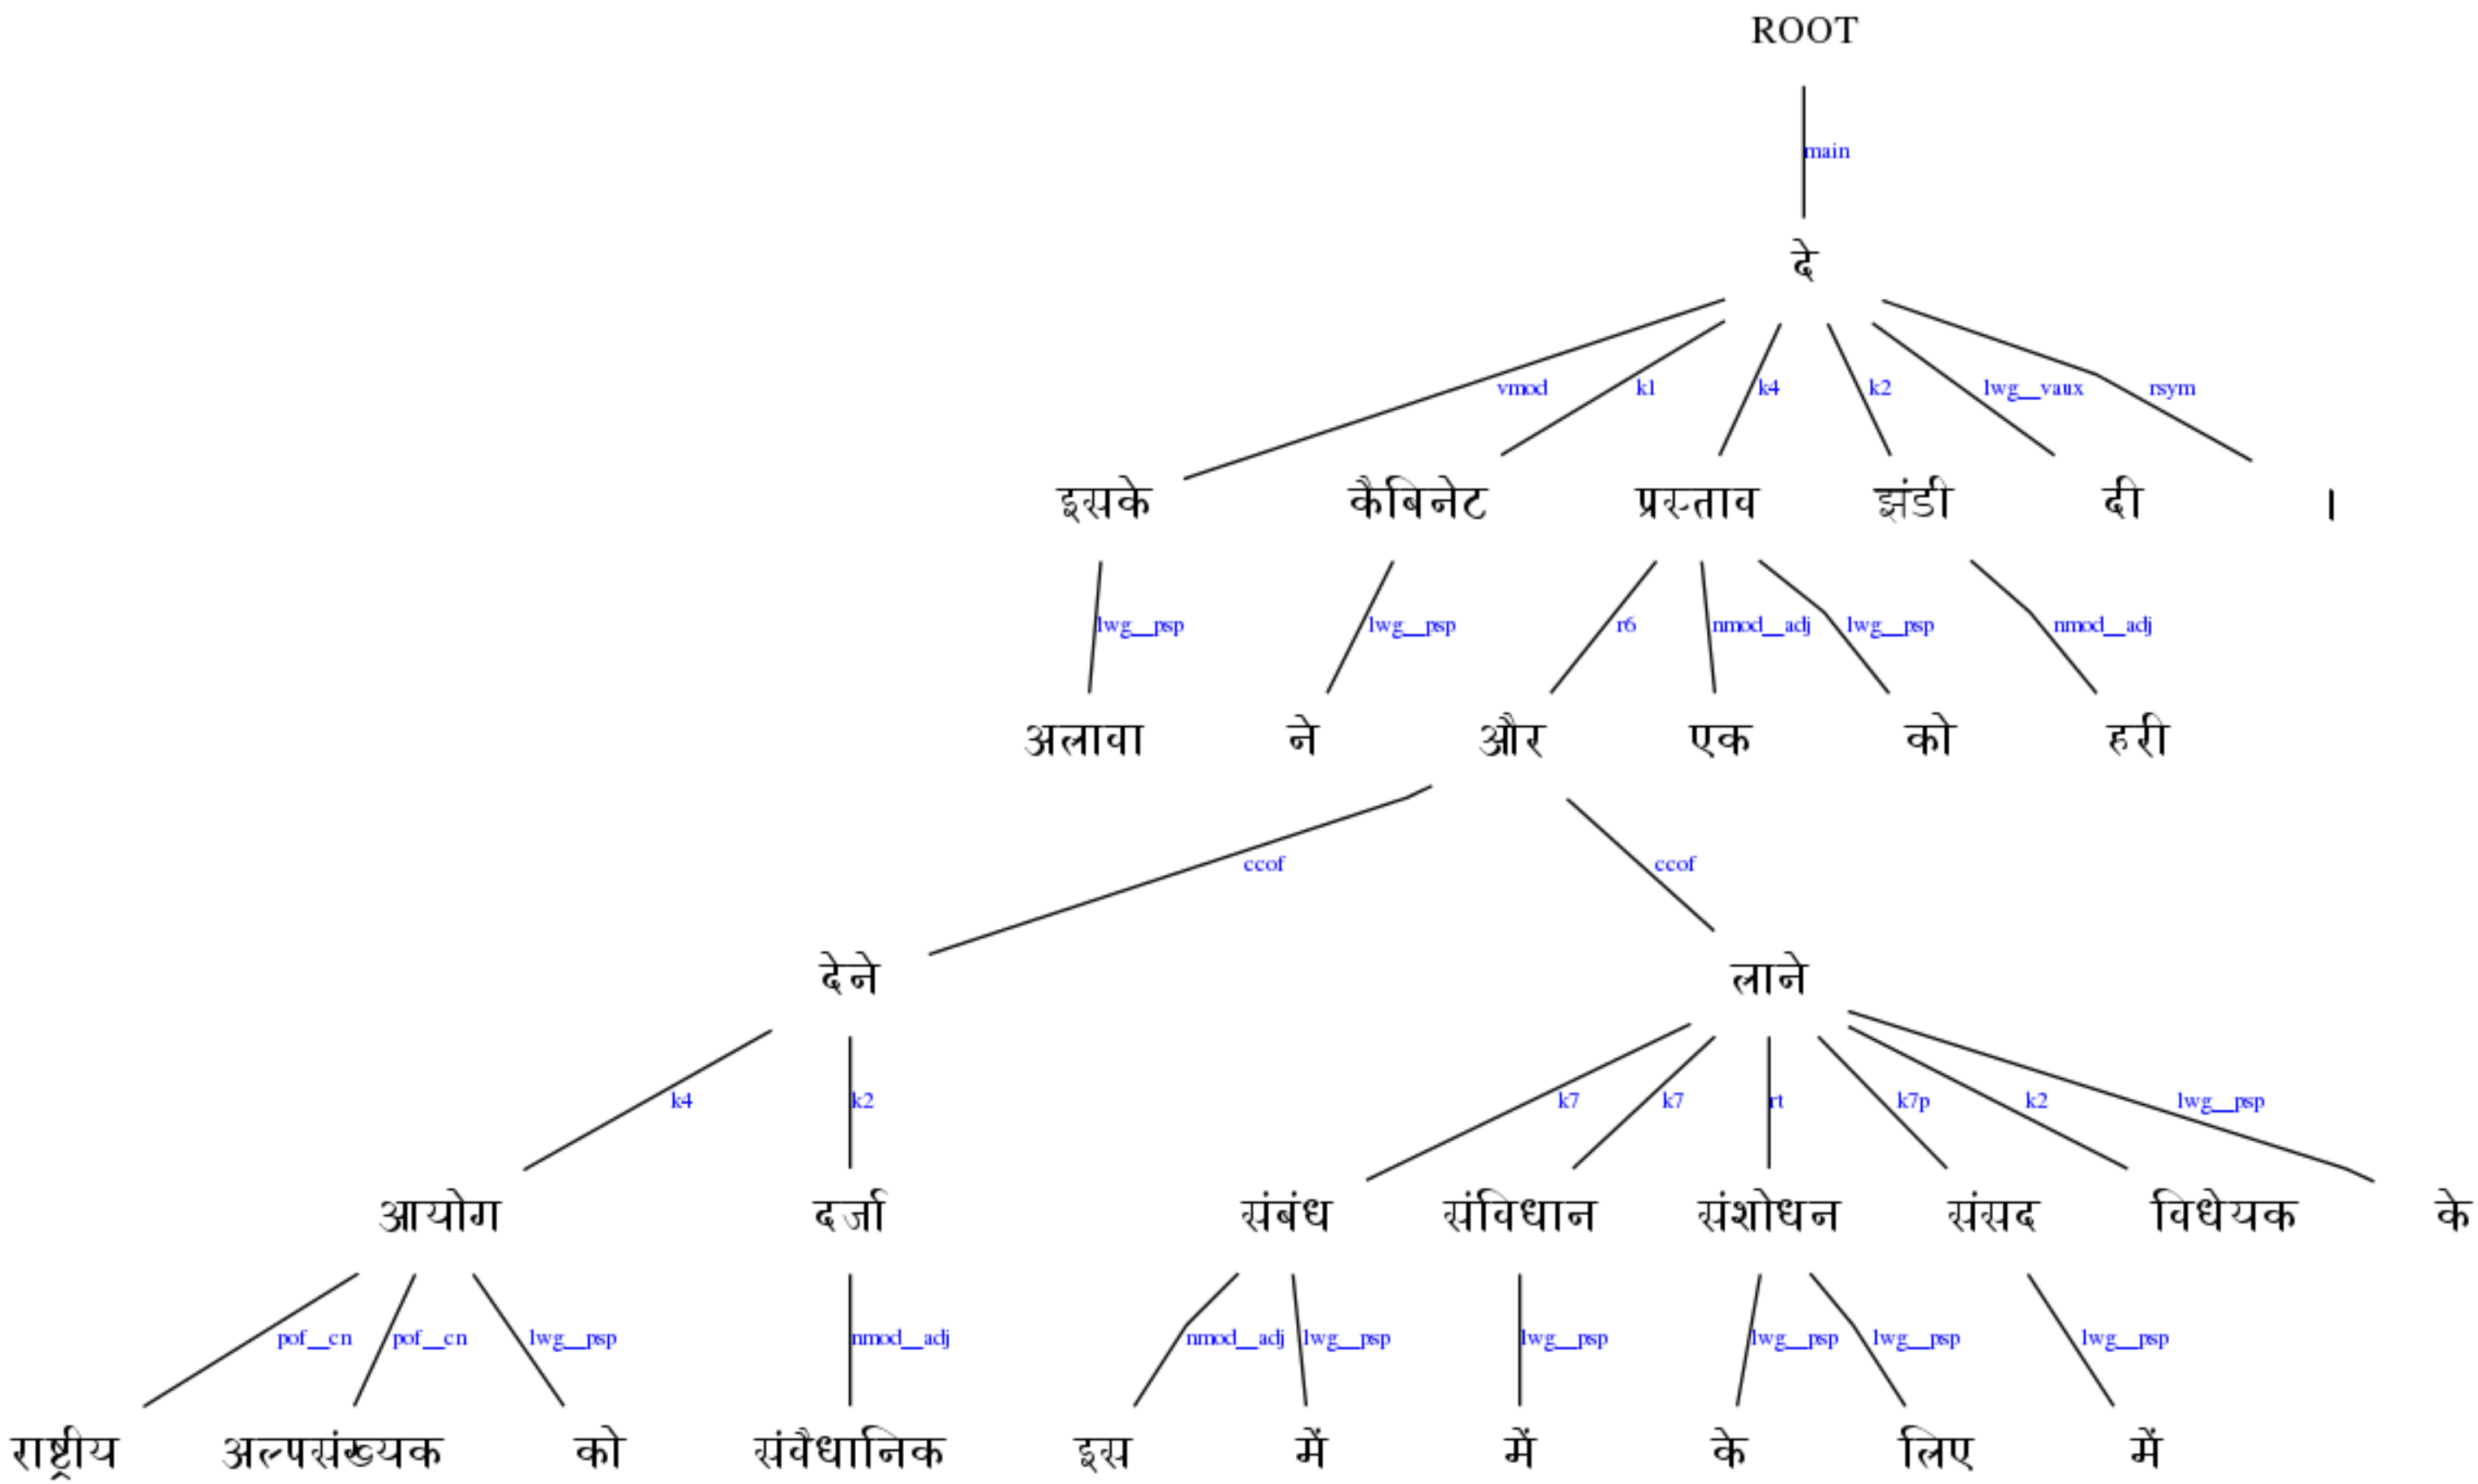 ROOT
main
दे
vmod k1 k4 k2 lwg__vaux rsym
इसके कैबिनेट प्रस्ताव झंडी दी ।
lwg__psp lwg__psp r6 nmod__adj lwg__psp nmod__adj
अलावा ने और एक को हरी
ccof ccof
देने लाने
k4 k2 k7 k7 rt k7p k2 lwg__psp
आयोग दर्जा संबंध संविधान संशोधन संसद विधेयक के
pof__cn pof__cn lwg__psp nmod__adj nmod__adj lwg__psp lwg__psp lwg__psp lwg__psp lwg__psp
राष्ट्रीय अल्पसंख्यक को संवैधानिक इस में में के लिए में